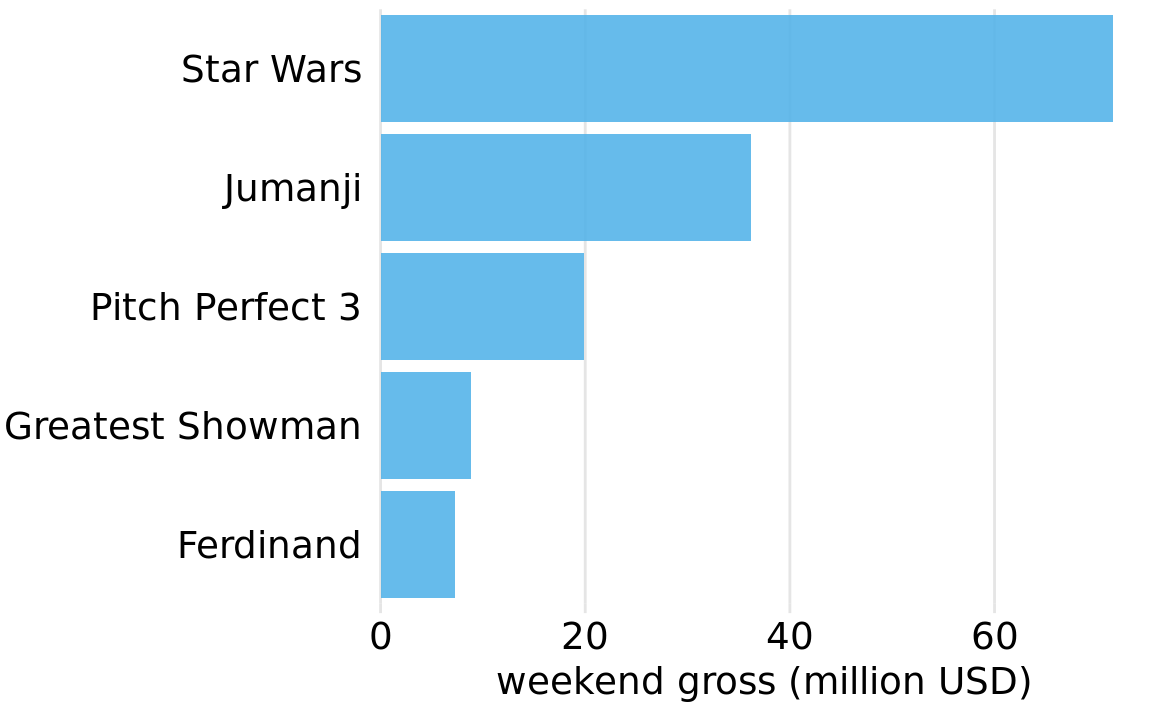 Star Wars
Jumanji
Pitch Perfect 3
Greatest Showman
Ferdinand
0 20 40 60
weekend gross (million USD)